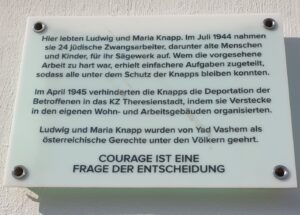 Hier lebten Ludwig und Maria Knapp. Im Juli 1944 nahmen
sie 24 jüdische Zwangsarbeiter, darunter alte Menschen
und Kinder, für ihr Sägewerk auf. Wem die vorgesehene
Arbeit zu hart war, erhielt einfachere Aufgaben zugeteilt,
sodass alle unter dem Schutz der Knapps bleiben konnten.
Im April 1945 verhinderten die Knapps die Deportation der
Betroffenen in das KZ Theresienstadt, indem sie Verstecke
in den eigenen Wohn- und Arbeitsgebäuden organisierten.
Ludwig und Maria Knapp wurden von Yad Vashem als
österreichische Gerechte unter den Völkern geehrt.
COURAGE IST EINE
FRAGE DER ENTSCHEIDUNG